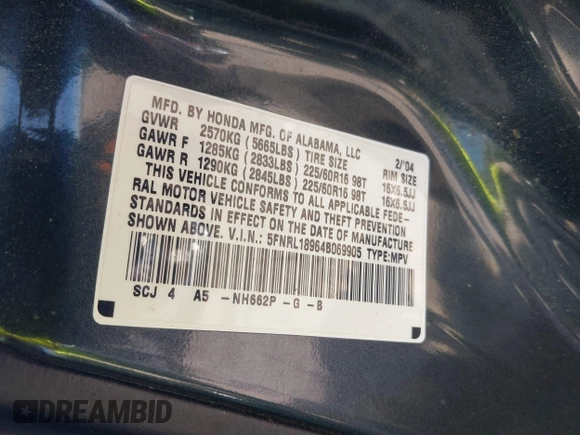 MFD. BY HONDA MFG. OF ALABAMA, LLC 2/'04
GVWR 2570KG (5665LBS) TIRE SIZE RIM SIZE
GAWR F 1285KG (2833LBS) 225/60R16 98T 16X6.5JJ
GAWR R 1290KG (2845LBS) 225/60R16 98T 16X6.5JJ
THIS VEHICLE CONFORMS TO ALL APPLICABLE FEDE-
RAL MOTOR VEHICLE SAFETY AND THEFT PREVENTION
STANDARDS IN EFFECT ON THE DATE OF MANUFACTURE
SHOWN ABOVE. V.I.N.: 5FNRL18964B069905 TYPE:MPV
SCJ 4 A5 -NH662P -G -B
DREAMBID